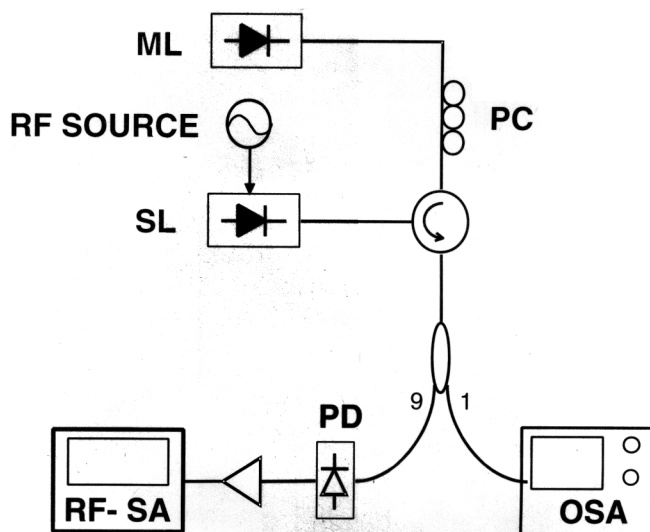 ML
RF SOURCE
PC
SL
9 1
PD
RF- SA
OSA